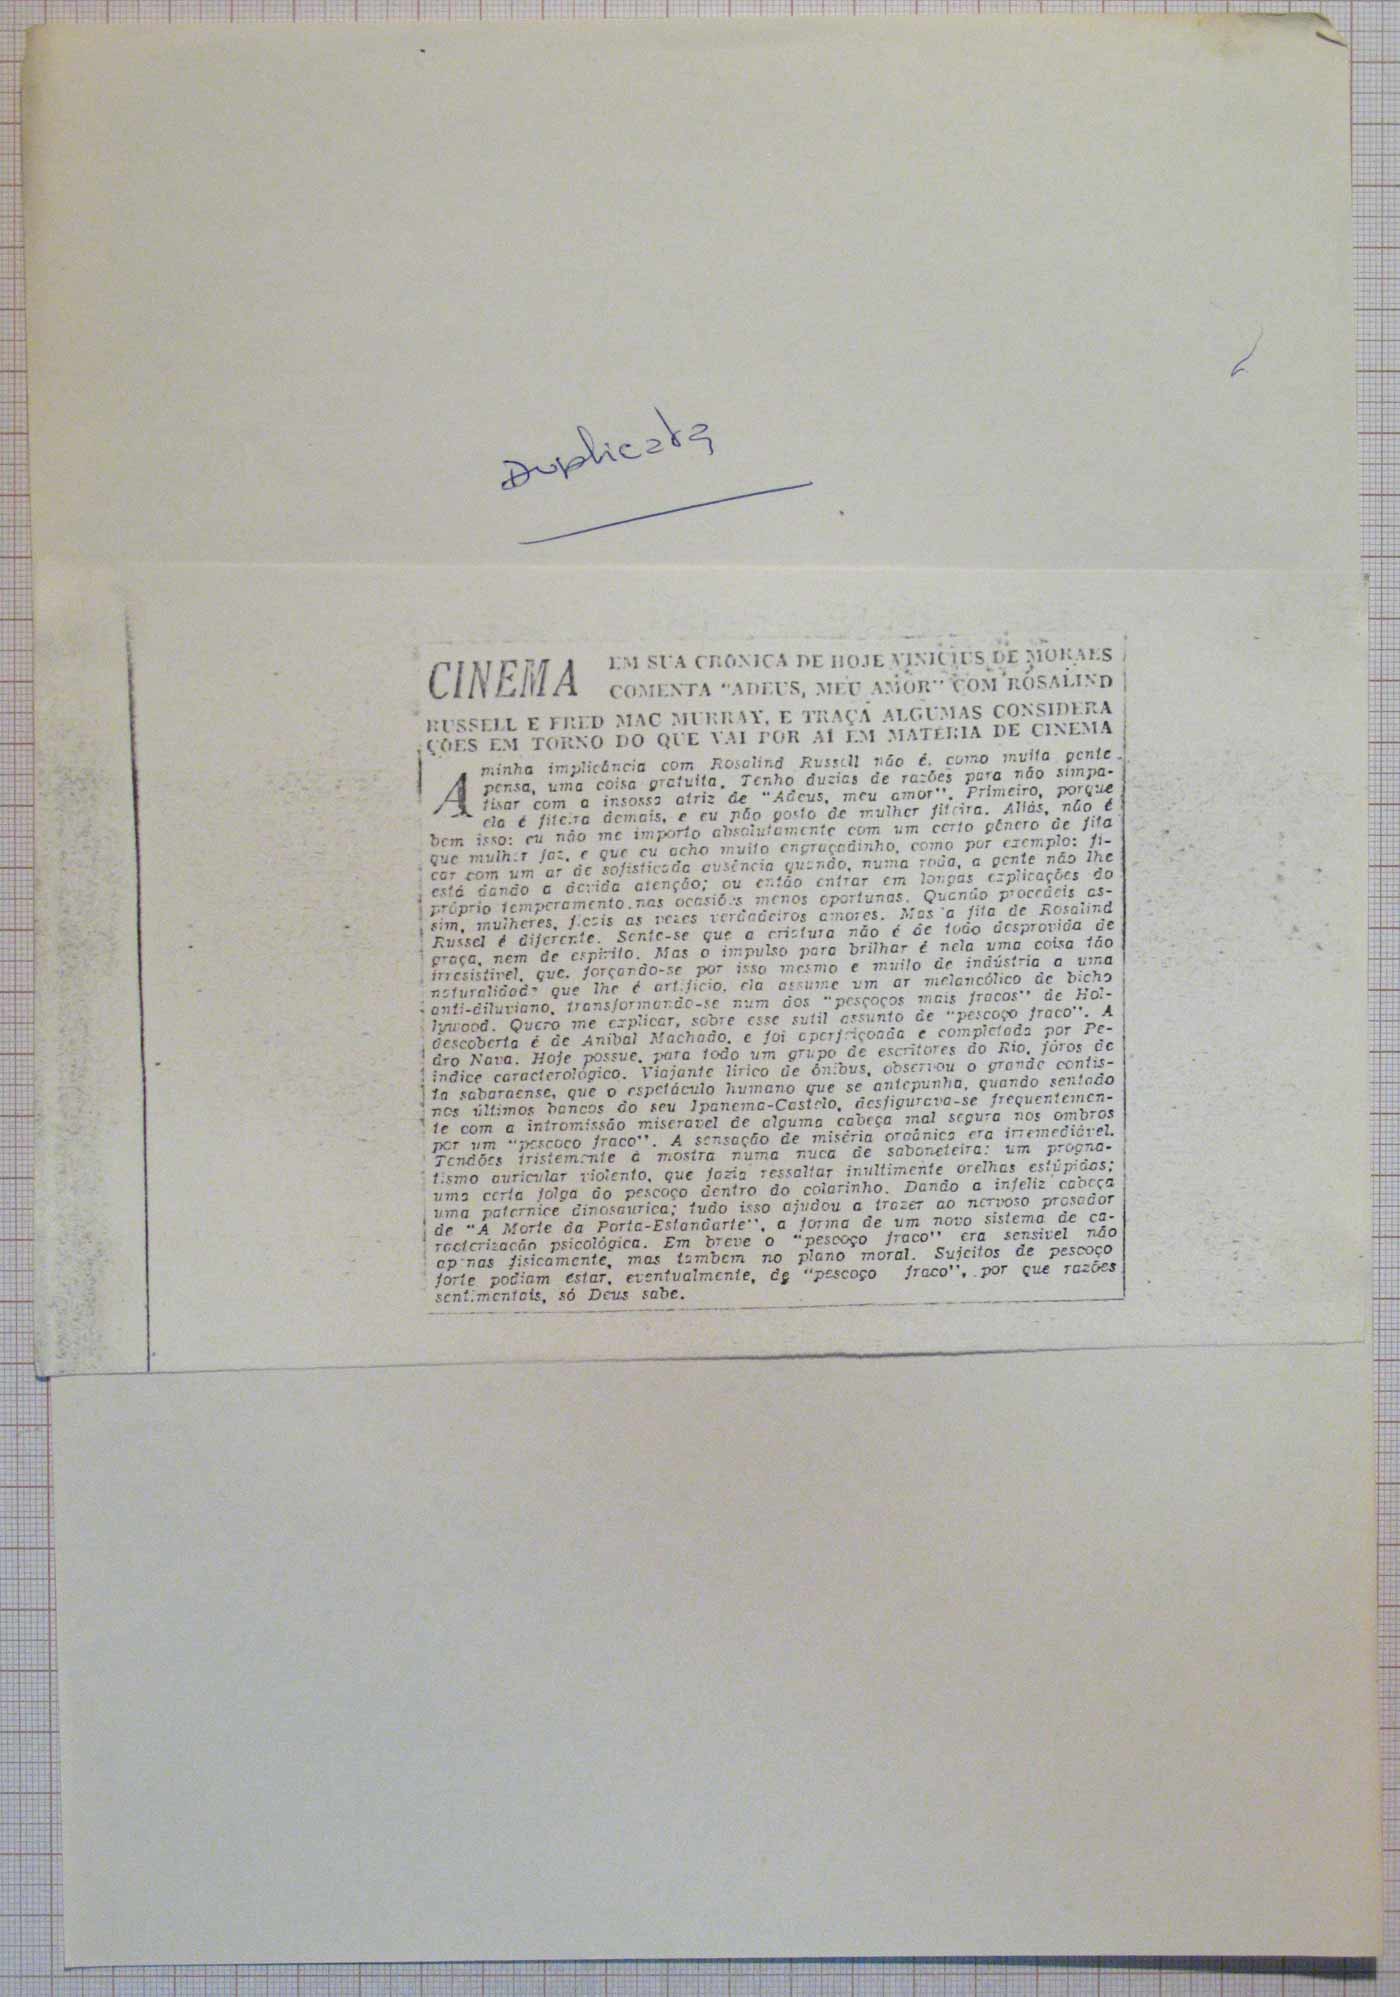 Duplicata
CINEMA
EM SUA CRÔNICA DE HOJE VINICIUS DE MORAES
COMENTA "ADEUS, MEU AMOR" COM ROSALIND
RUSSELL E FRED MAC MURRAY, E TRAÇA ALGUMAS CONSIDERA
ÇÕES EM TORNO DO QUE VAI POR AÍ EM MATÉRIA DE CINEMA
A minha implicância com Rosalind Russell não é, como muita gente
pensa, uma coisa gratuita. Tenho duzias de razões para não simpa-
tisar com a insossa atriz de "Adeus, meu amor". Primeiro, porque
ela é fiteira demais, e eu não gosto de mulher fiteira. Aliás, não é
bem isso: eu não me importo absolutamente com um certo gênero de fita
que mulher faz, e que eu acho muito engraçadinho, como por exemplo: fi-
car com um ar de sofisticada ausência quando, numa roda, a gente não lhe
está dando a devida atenção; ou então entrar em longas explicações do
próprio temperamento nas ocasiões menos oportunas. Quando procedeis as-
sim, mulheres, ficais as vezes verdadeiros amores. Mas a fita de Rosalind
Russel é diferente. Sente-se que a criatura não é de todo desprovida de
graça, nem de espírito. Mas o impulso para brilhar é nela uma coisa tão
irresistivel, que, forçando-se por isso mesmo e muito de indústria a uma
naturalidade que lhe é artifício, ela assume um ar melancólico de bicho
anti-diluviano, transformando-se num dos "pescoços mais fracos" de Hol-
lywood. Quero me explicar, sobre esse sutil assunto de "pescoço fraco". A
descoberta é de Anibal Machado, e foi aperfeiçoada e completada por Pe-
dro Nava. Hoje possue, para todo um grupo de escritores do Rio, fóros de
índice caracterológico. Viajante lírico de ônibus, observou o grande contis-
ta sabaraense, que o espetáculo humano que se antepunha, quando sentado
nos últimos bancos do seu Ipanema-Castelo, desfigurava-se frequentemen-
te com a intromissão miseravel de alguma cabeça mal segura nos ombros
por um "pescoço fraco". A sensação de miséria orgânica era irremediável.
Tendões tristemente à mostra numa nuca de saboneteira; um progna-
tismo auricular violento, que fazia ressaltar inultimente orelhas estúpidas;
uma certa folga do pescoço dentro do colarinho. Dando a infeliz cabeça
uma paternice dinosaurica; tudo isso ajudou a trazer ao nervoso prosador
de "A Morte da Porta-Estandarte", a forma de um novo sistema de ca-
racterização psicológica. Em breve o "pescoço fraco" era sensivel não
apenas fisicamente, mas tambem no plano moral. Sujeitos de pescoço
forte podiam estar, eventualmente, de "pescoço fraco", por que razões
sentimentais, só Deus sabe.